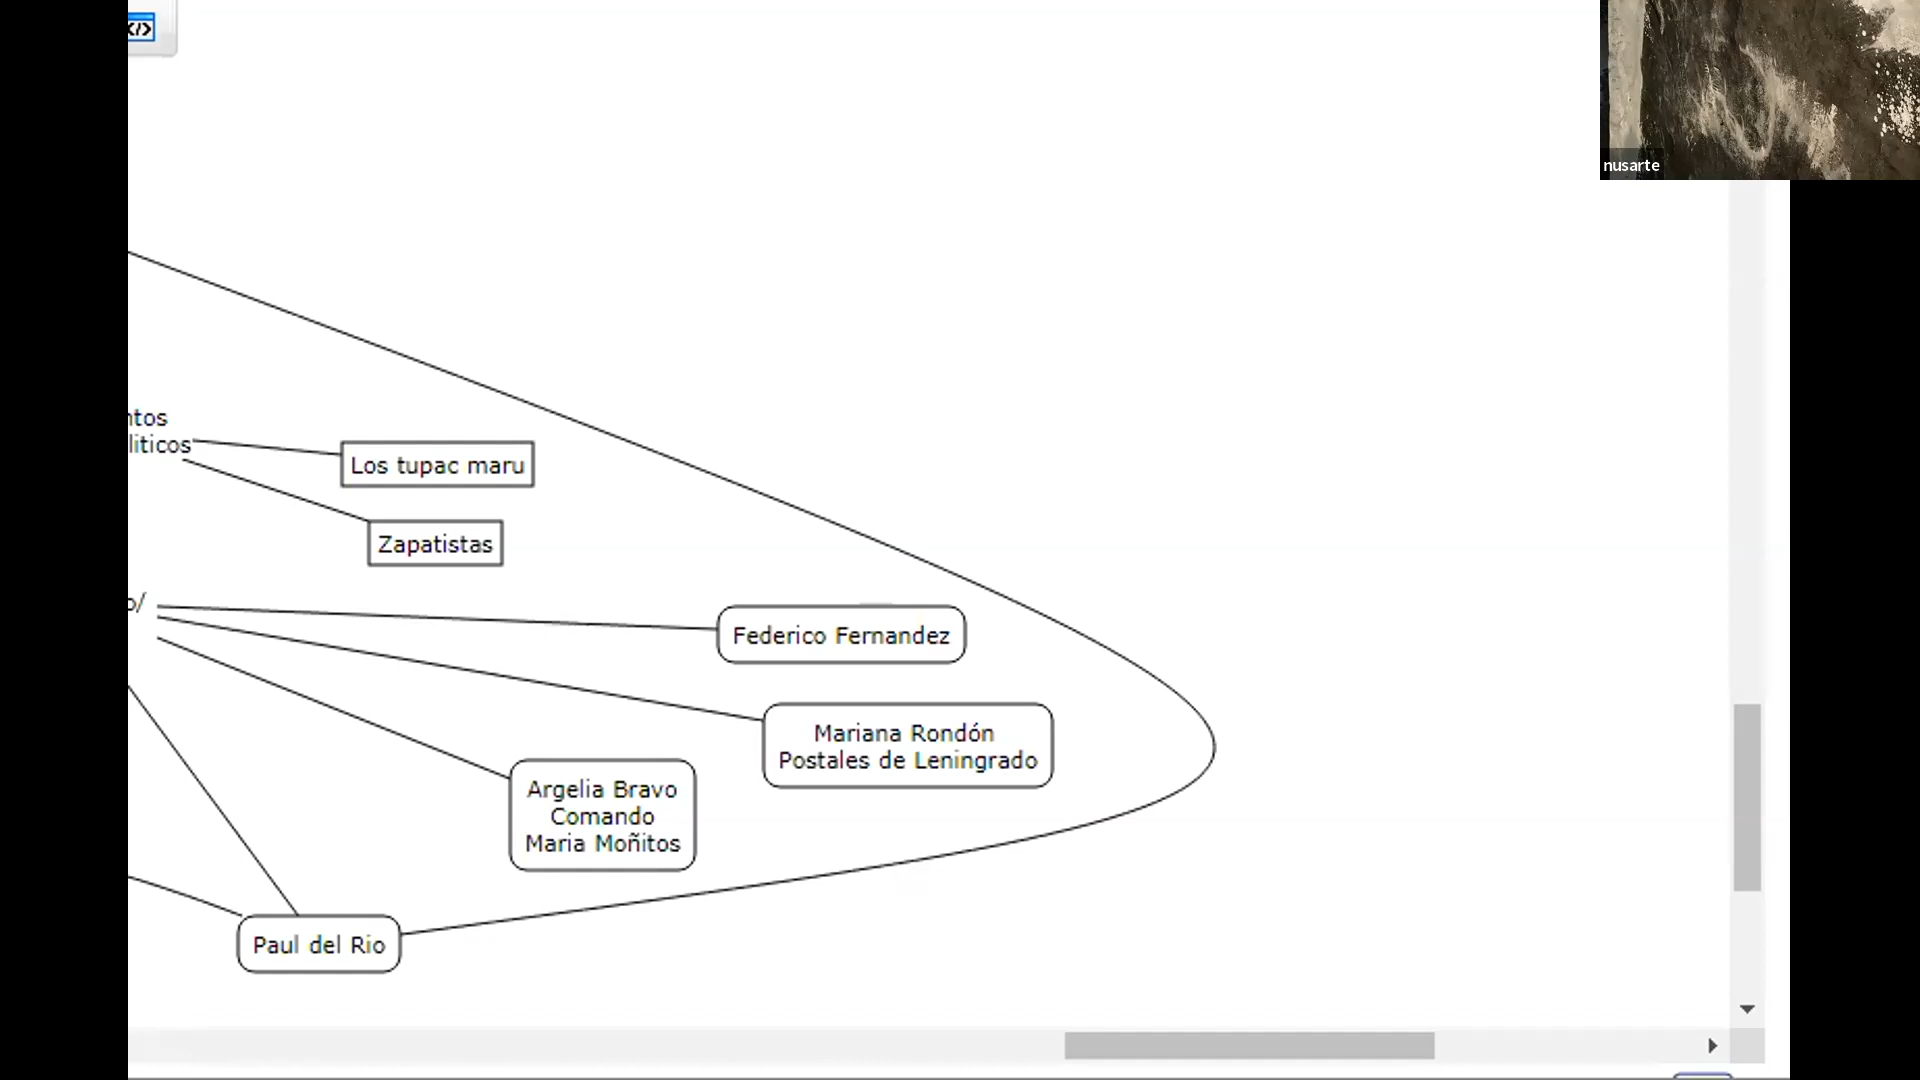 </>
nusarte
ntos
liticos
Los tupac maru
Zapatistas
o/
Federico Fernandez
Mariana Rondón
Postales de Leningrado
Argelia Bravo
Comando
Maria Moñitos
Paul del Rio